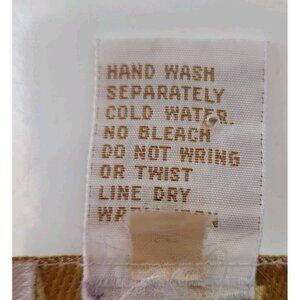 HAND WASH
SEPARATELY
COLD WATER.
NO BLEACH
DO NOT WRING
OR TWIST
LINE DRY